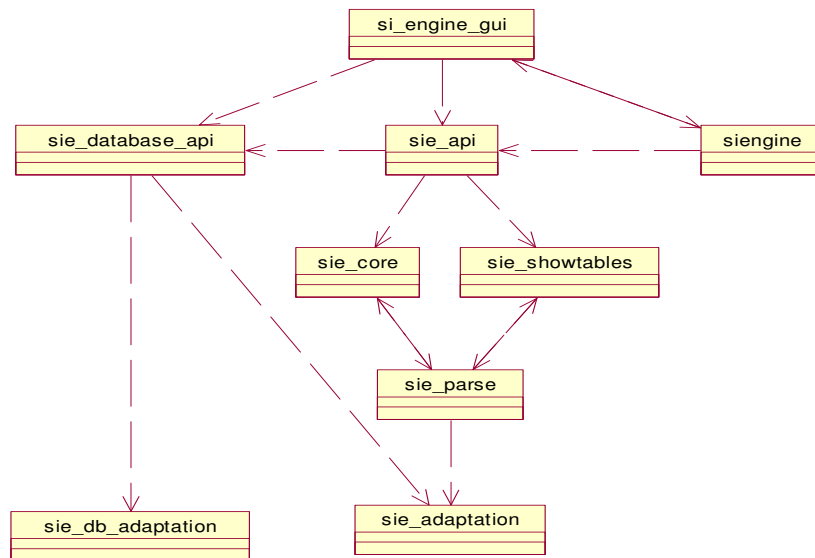 si_engine_gui
sie_database_api
sie_api
siengine
sie_core
sie_showtables
sie_parse
sie_db_adaptation
sie_adaptation